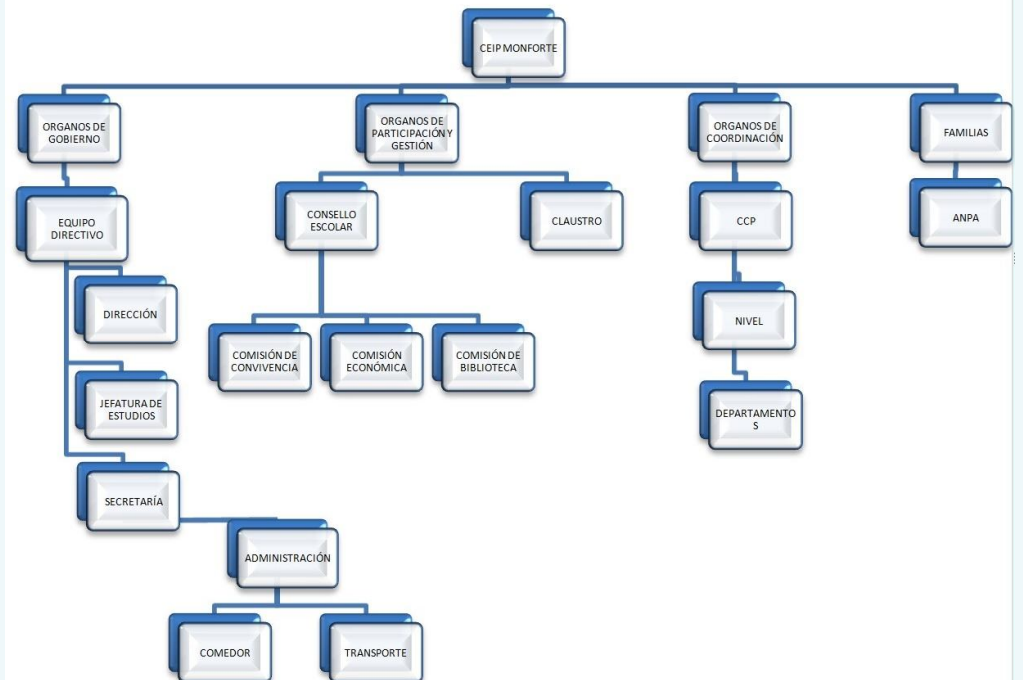 CEIP MONFORTE
ORGANOS DE
GOBIERNO
ORGANOS DE
PARTICIPACIÓN Y
GESTIÓN
ORGANOS DE
COORDINACIÓN
FAMILIAS
EQUIPO
DIRECTIVO
CONSELLO
ESCOLAR
CLAUSTRO
CCP
ANPA
DIRECCIÓN
NIVEL
COMISIÓN DE
CONVIVENCIA
COMISIÓN
ECONÓMICA
COMISIÓN DE
BIBLIOTECA
JEFATURA DE
ESTUDIOS
DEPARTAMENTO
S
SECRETARÍA
ADMINISTRACIÓN
COMEDOR
TRANSPORTE